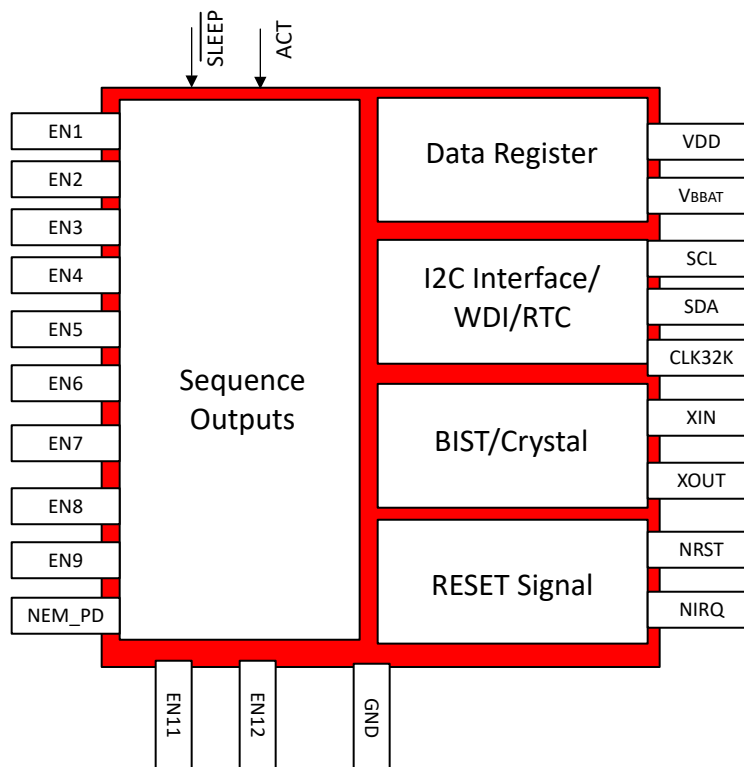 SLEEP
ACT
EN1
EN2
EN3
EN4
EN5
EN6
EN7
EN8
EN9
NEM_PD
Sequence
Outputs
Data Register
I2C Interface/
WDI/RTC
BIST/Crystal
RESET Signal
VDD
VBBAT
SCL
SDA
CLK32K
XIN
XOUT
NRST
NIRQ
EN11
EN12
GND